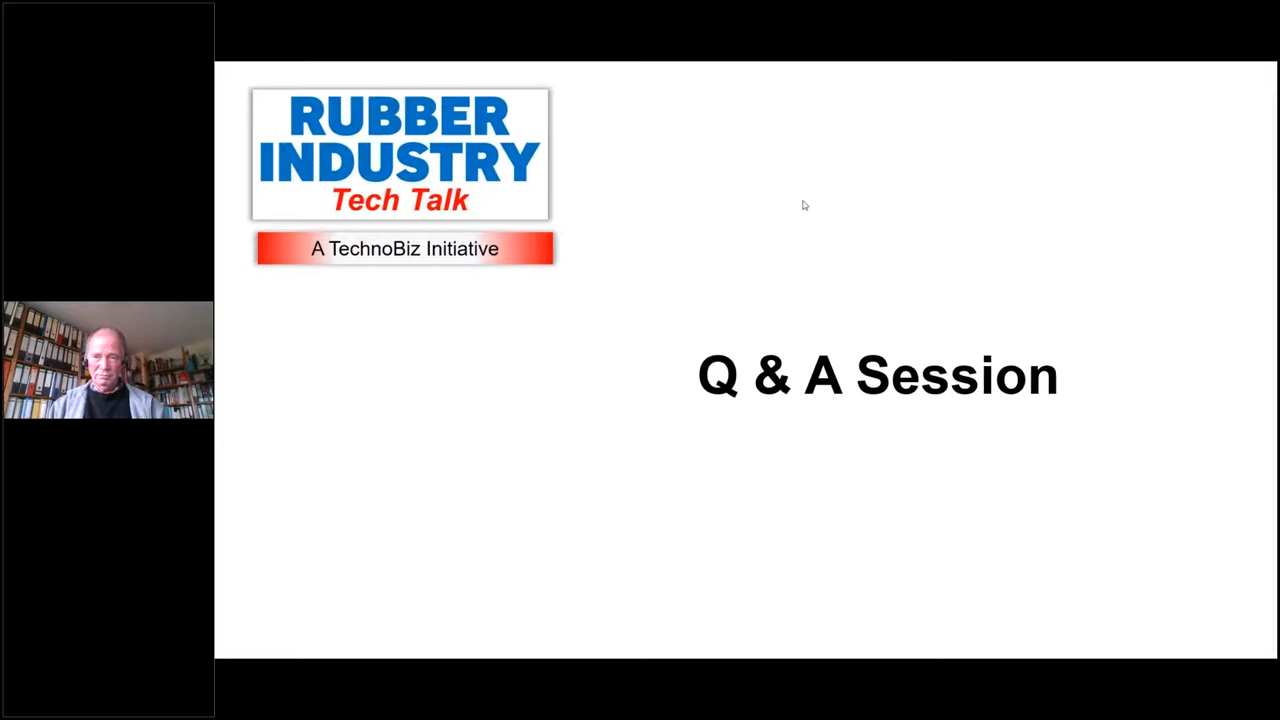 RUBBER
INDUSTRY
Tech Talk
A TechnoBiz Initiative
Q & A Session